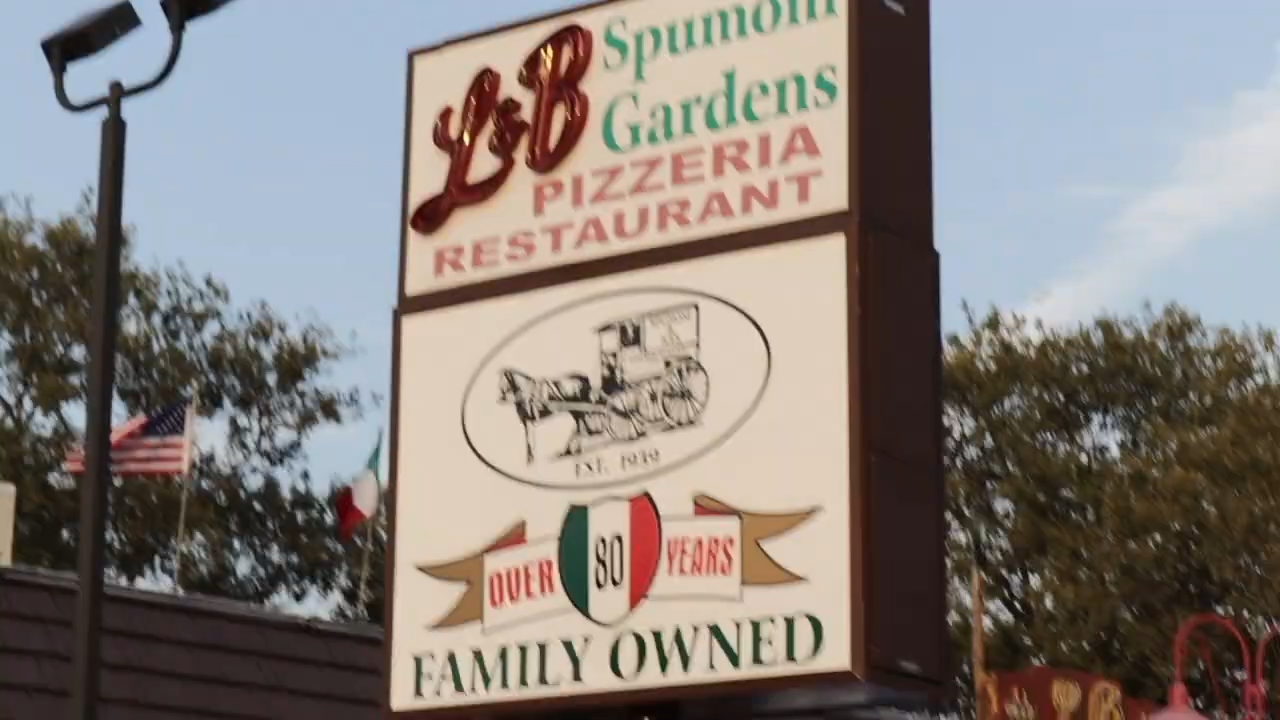 L&B
Spumoni
Gardens
PIZZERIA
RESTAURANT
EST. 1939
OVER 80 YEARS
FAMILY OWNED
L&B